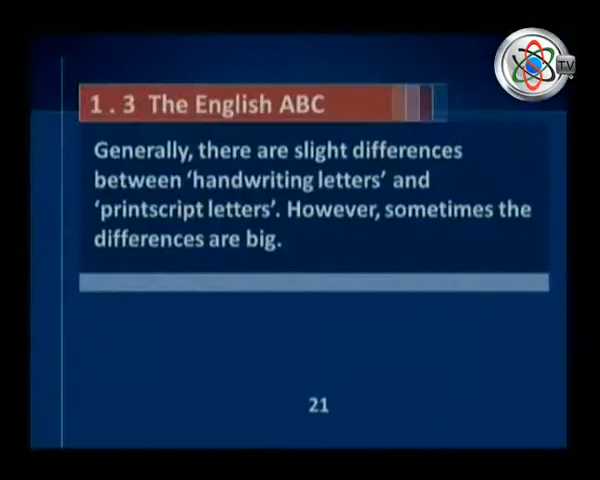 TV
1 . 3 The English ABC
Generally, there are slight differences
between ‘handwriting letters’ and
‘printscript letters’. However, sometimes the
differences are big.
21